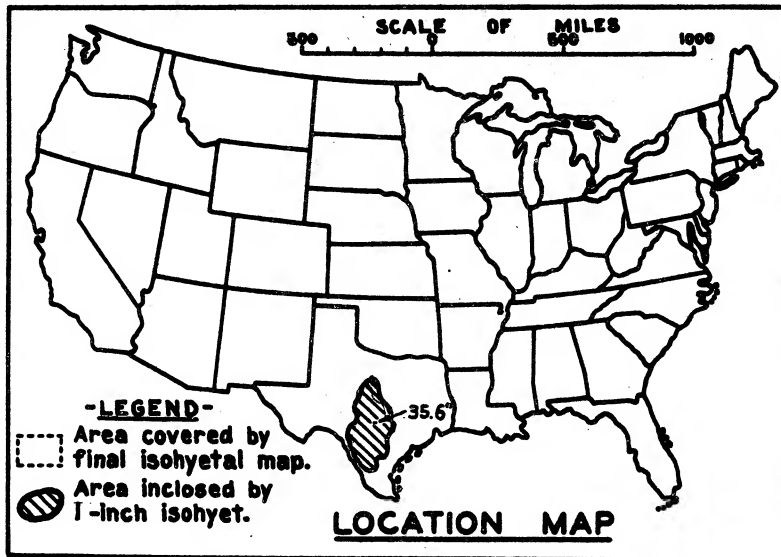 SCALE OF MILES
500 0 500 1000
-LEGEND-
Area covered by
final isohyetal map.
Area inclosed by
1-inch isohyet.
35.6"
LOCATION MAP